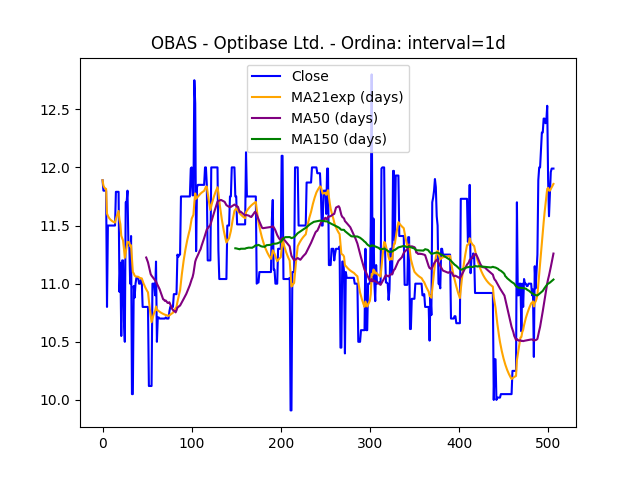 OBAS - Optibase Ltd. - Ordina: interval=1d
Close
MA21exp (days)
MA50 (days)
MA150 (days)
12.5
12.0
11.5
11.0
10.5
10.0
0 100 200 300 400 500